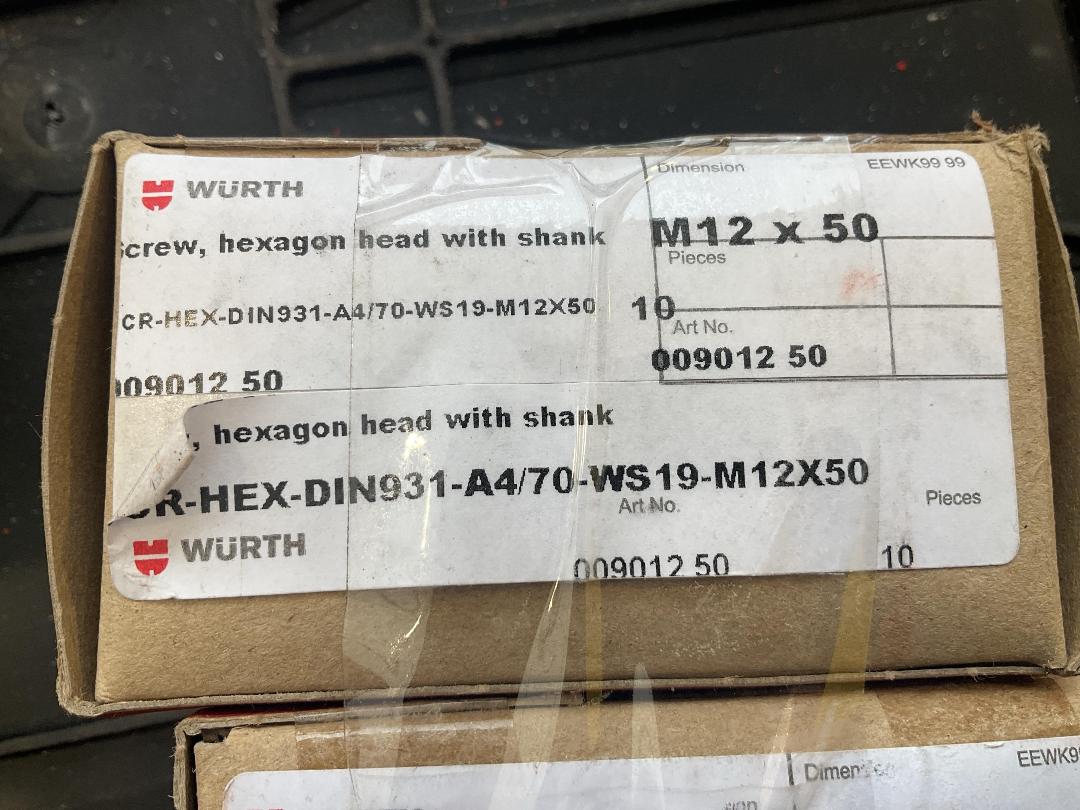 WÜRTH
Dimension
EEWK99 99
crew, hexagon head with shank
M12 x 50
Pieces
CR-HEX-DIN931-A4/70-WS19-M12X50
10
Art No.
009012 50
009012 50
, hexagon head with shank
CR-HEX-DIN931-A4/70-WS19-M12X50
Art No.
Pieces
WÜRTH
009012 50
10
Dimension